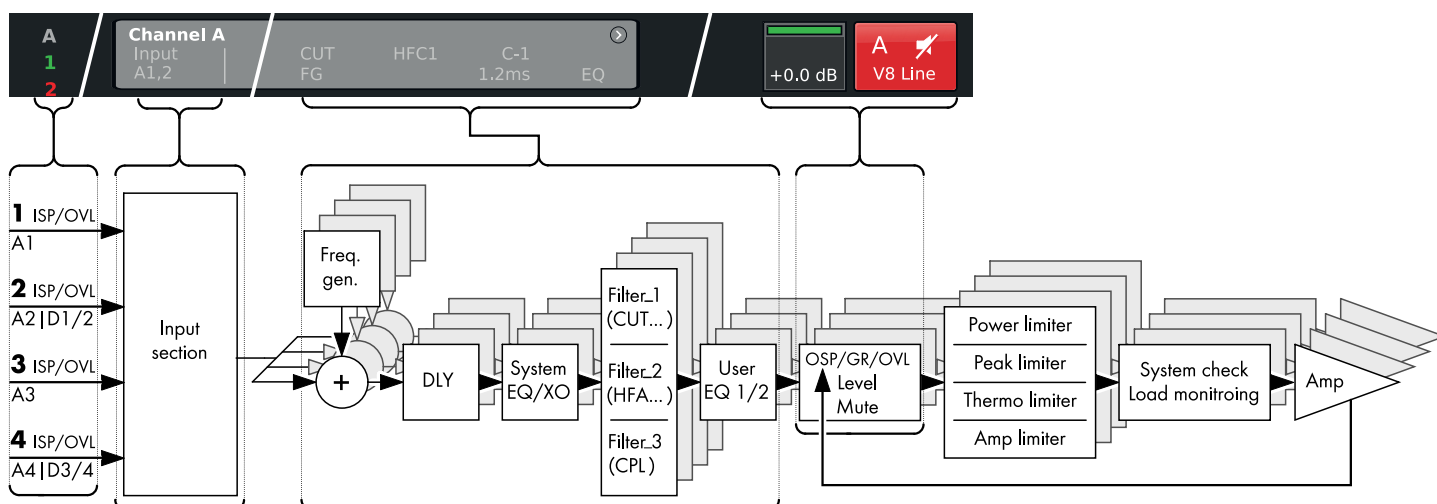 A
1
2
Channel A
Input
A1,2
CUT HFC1 C-1
FG 1.2ms EQ
+0.0 dB
A
V8 Line
1 ISP/OVL
A1
2 ISP/OVL
A2|D1/2
3 ISP/OVL
A3
4 ISP/OVL
A4|D3/4
Input
section
Freq.
gen.
+
DLY
System
EQ/XO
Filter_1
(CUT...)
Filter_2
(HFA...)
Filter_3
(CPL)
User
EQ 1/2
OSP/GR/OVL
Level
Mute
Power limiter
Peak limiter
Thermo limiter
Amp limiter
System check
Load monitroing
Amp